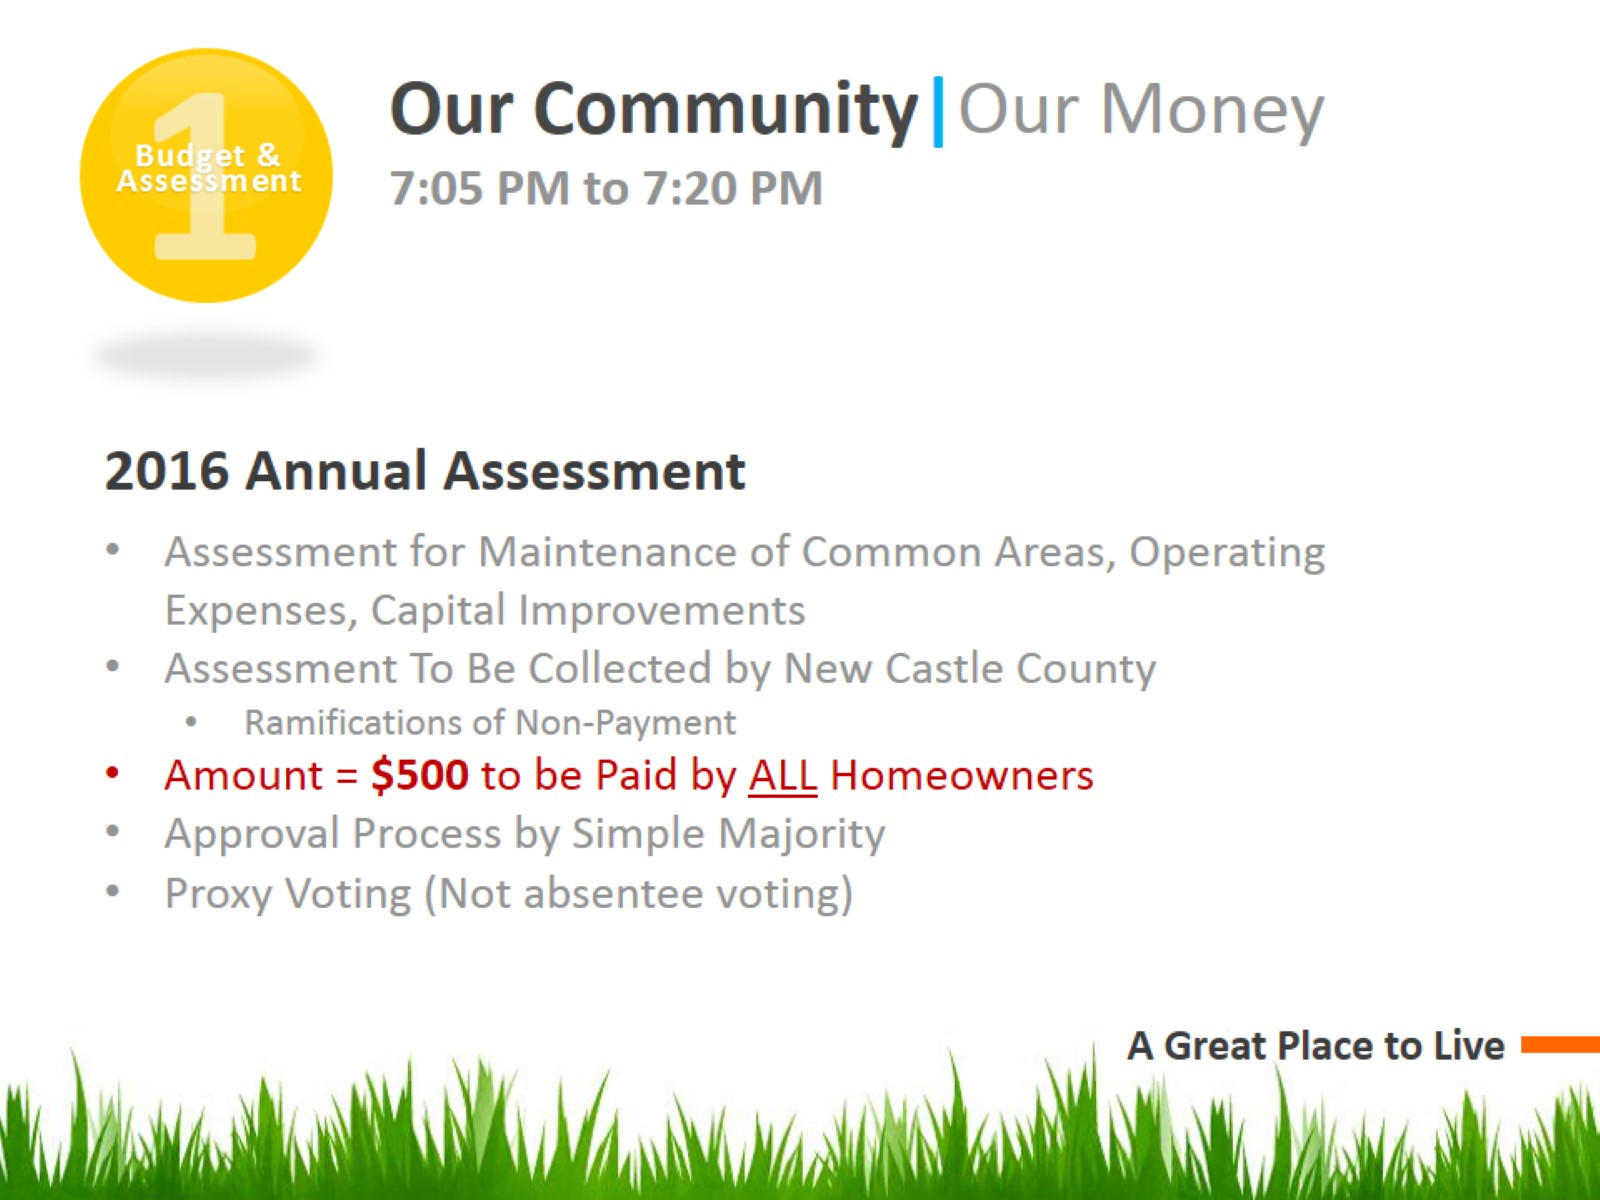 1
Budget &
Assessment
Our Community|Our Money
7:05 PM to 7:20 PM
2016 Annual Assessment
• Assessment for Maintenance of Common Areas, Operating
Expenses, Capital Improvements
• Assessment To Be Collected by New Castle County
• Ramifications of Non-Payment
• Amount = $500 to be Paid by ALL Homeowners
• Approval Process by Simple Majority
• Proxy Voting (Not absentee voting)
A Great Place to Live